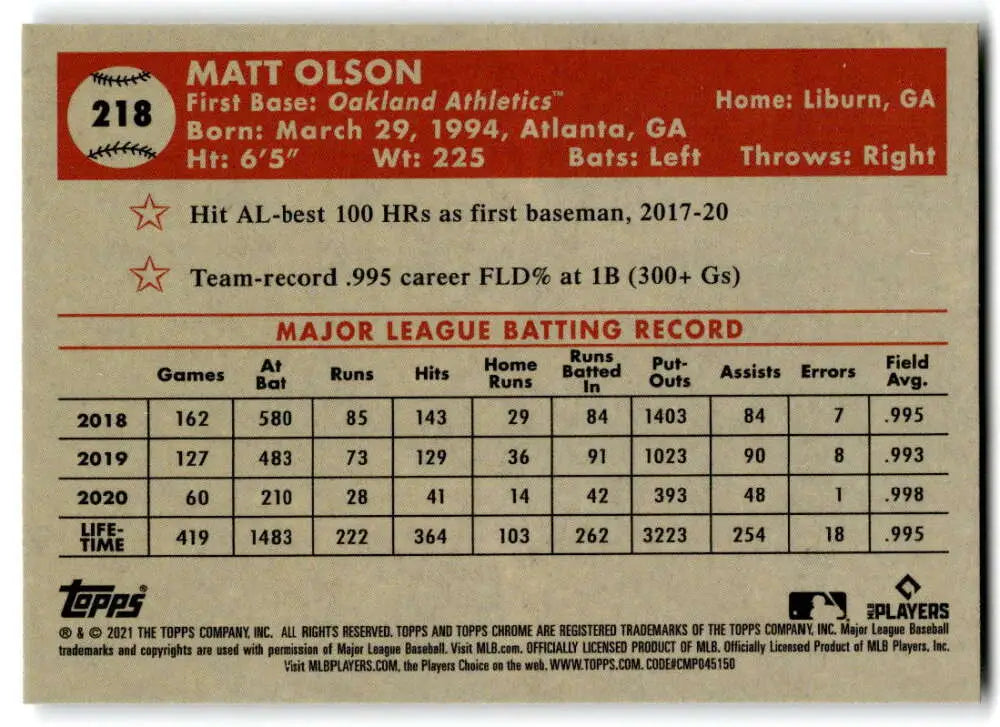 218
MATT OLSON
First Base: Oakland Athletics™ Home: Liburn, GA
Born: March 29, 1994, Atlanta, GA
Ht: 6'5" Wt: 225 Bats: Left Throws: Right
Hit AL-best 100 HRs as first baseman, 2017-20
Team-record .995 career FLD% at 1B (300+ Gs)
MAJOR LEAGUE BATTING RECORD
Games At Bat Runs Hits Home Runs Runs Batted In Put-Outs Assists Errors Field Avg.
2018 162 580 85 143 29 84 1403 84 7 .995
2019 127 483 73 129 36 91 1023 90 8 .993
2020 60 210 28 41 14 42 393 48 1 .998
LIFE-TIME 419 1483 222 364 103 262 3223 254 18 .995
Topps® MLB PLAYERS
® & © 2021 THE TOPPS COMPANY, INC. ALL RIGHTS RESERVED. TOPPS AND TOPPS CHROME ARE REGISTERED TRADEMARKS OF THE TOPPS COMPANY, INC. Major League Baseball
trademarks and copyrights are used with permission of Major League Baseball. Visit MLB.com. OFFICIALLY LICENSED PRODUCT OF MLB. Officially Licensed Product of MLB Players, Inc.
Visit MLBPLAYERS.COM, the Players Choice on the web. WWW.TOPPS.COM. CODE#CMP045150